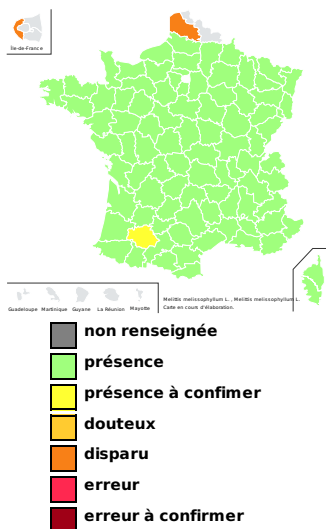 Île-de-France
Guadeloupe Martinique Guyane La Réunion Mayotte
Melittis melissophyllum L. , Melittis melissophyllum L.
Carte en cours d'élaboration.
non renseignée
présence
présence à confimer
douteux
disparu
erreur
erreur à confirmer